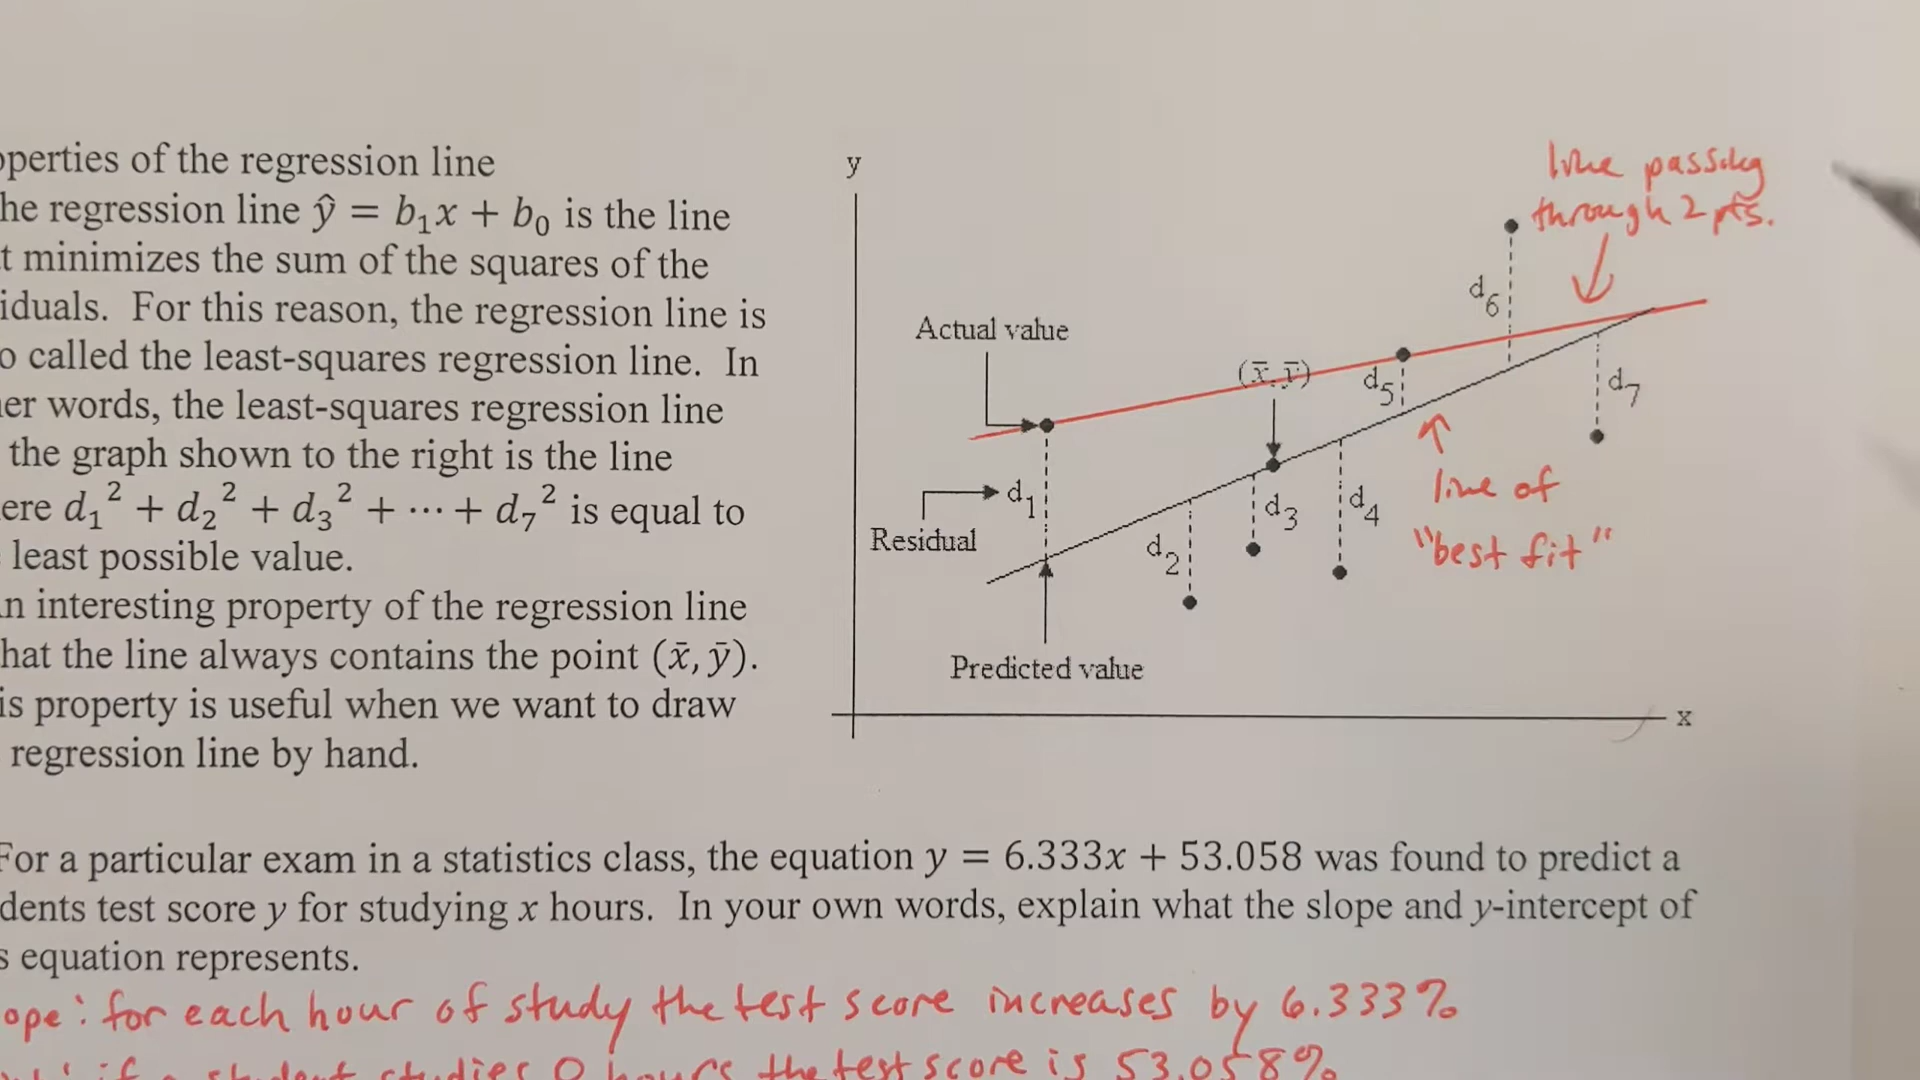 operties of the regression line
he regression line ŷ = b₁x + b₀ is the line
t minimizes the sum of the squares of the
iduals. For this reason, the regression line is
o called the least-squares regression line. In
er words, the least-squares regression line
the graph shown to the right is the line
ere d₁² + d₂² + d₃² + ⋯ + d₇² is equal to
least possible value.
n interesting property of the regression line
hat the line always contains the point (x̄, ȳ).
is property is useful when we want to draw
regression line by hand.
y
line passing
through 2 pts.
d₆
Actual value
(x̄, ȳ)
d₅
d₇
d₁
d₃
d₄
line of
Residual
d₂
"best fit"
Predicted value
x
For a particular exam in a statistics class, the equation y = 6.333x + 53.058 was found to predict a
dents test score y for studying x hours. In your own words, explain what the slope and y-intercept of
s equation represents.
ope: for each hour of study the test score increases by 6.333%
if a student studies 0 hours the test score is 53.058%